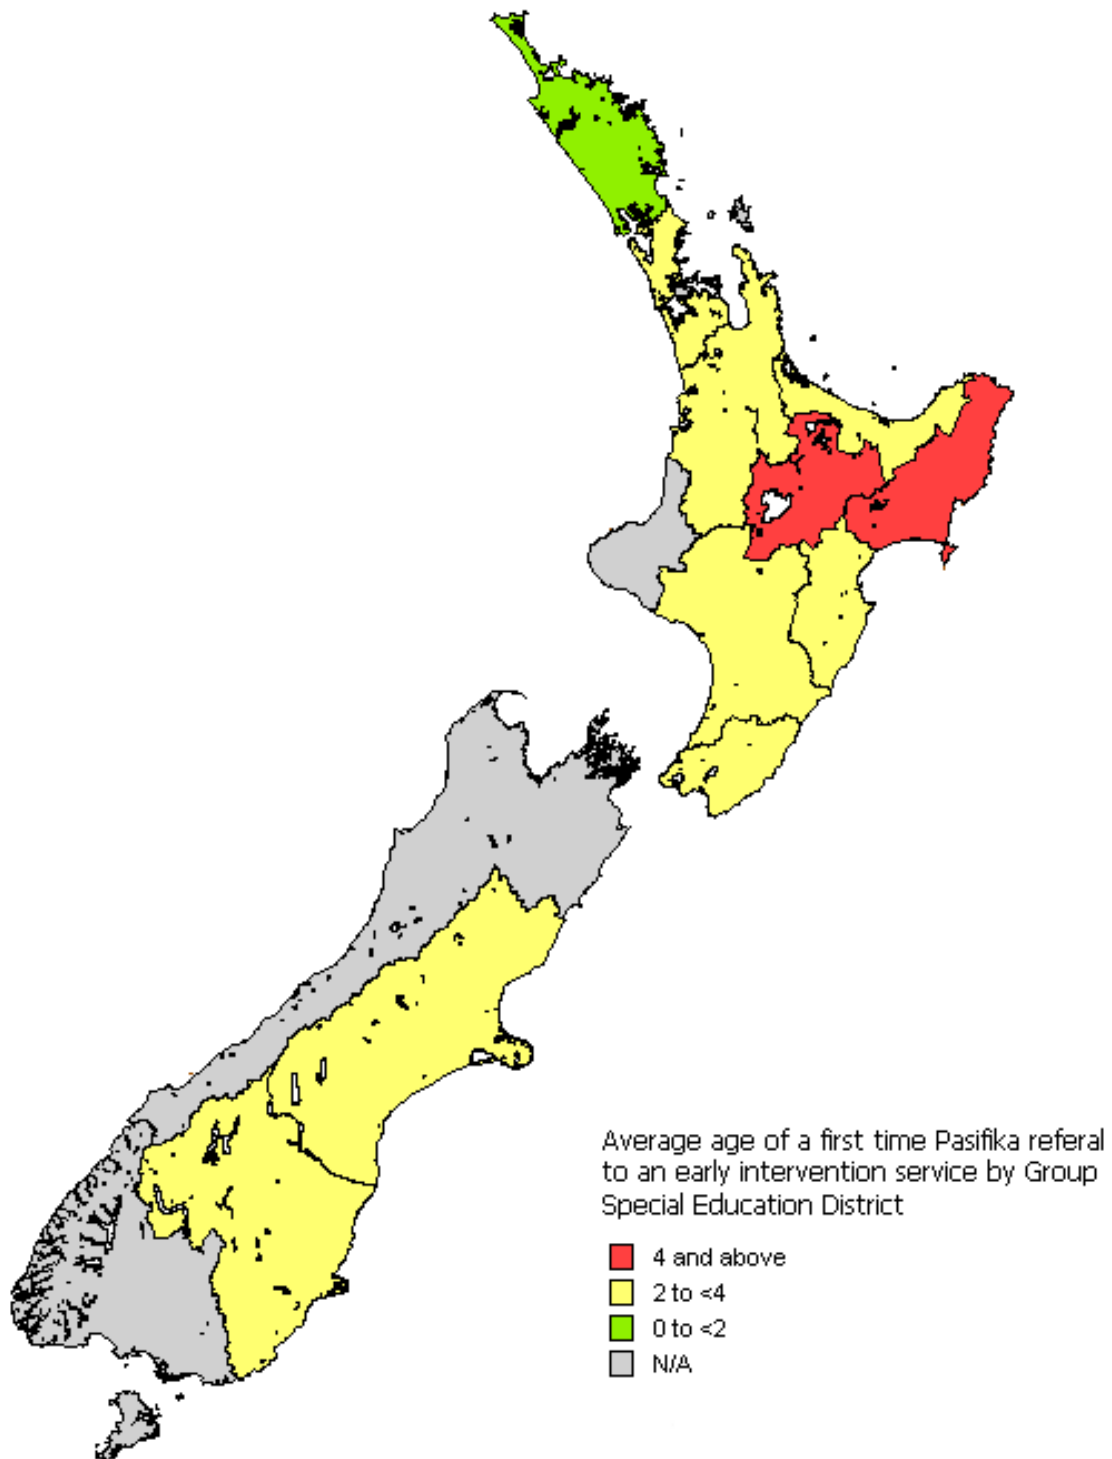 Average age of a first time Pasifika referal
to an early intervention service by Group
Special Education District
4 and above
2 to <4
0 to <2
N/A